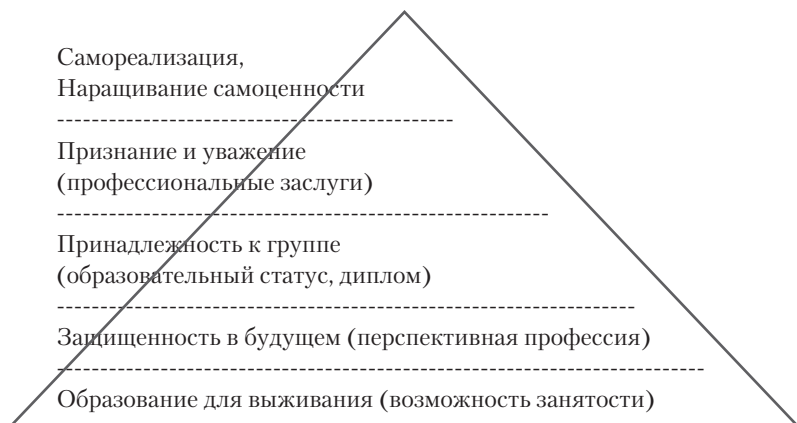 Самореализация,
Наращивание самоценности
Признание и уважение
(профессиональные заслуги)
Принадлежность к группе
(образовательный статус, диплом)
Защищенность в будущем (перспективная профессия)
Образование для выживания (возможность занятости)